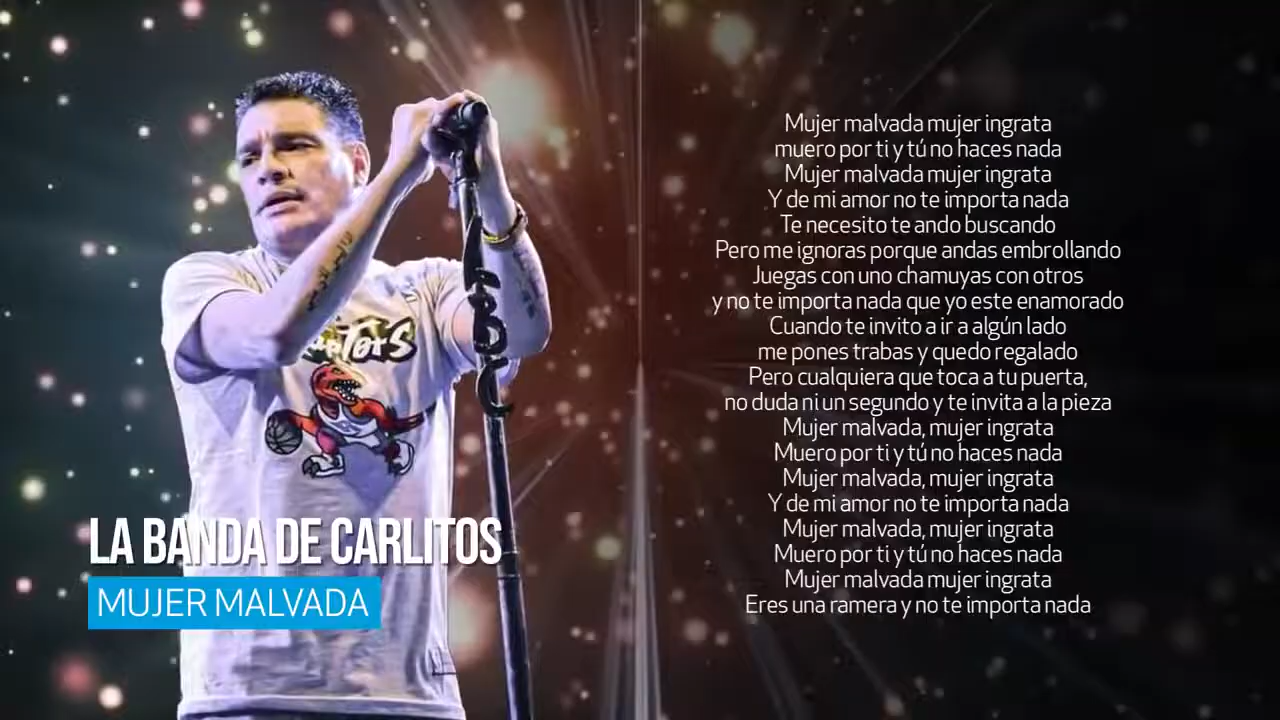 Mujer malvada mujer ingrata
muero por ti y tú no haces nada
Mujer malvada mujer ingrata
Y de mi amor no te importa nada
Te necesito te ando buscando
Pero me ignoras porque andas embrollando
Juegas con uno chamuyas con otros
y no te importa nada que yo este enamorado
Cuando te invito a ir a algún lado
me pones trabas y quedo regalado
Pero cualquiera que toca a tu puerta,
no duda ni un segundo y te invita a la pieza
Mujer malvada, mujer ingrata
Muero por ti y tú no haces nada
Mujer malvada, mujer ingrata
Y de mi amor no te importa nada
Mujer malvada, mujer ingrata
Muero por ti y tú no haces nada
Mujer malvada mujer ingrata
Eres una ramera y no te importa nada
LA BANDA DE CARLITOS
MUJER MALVADA